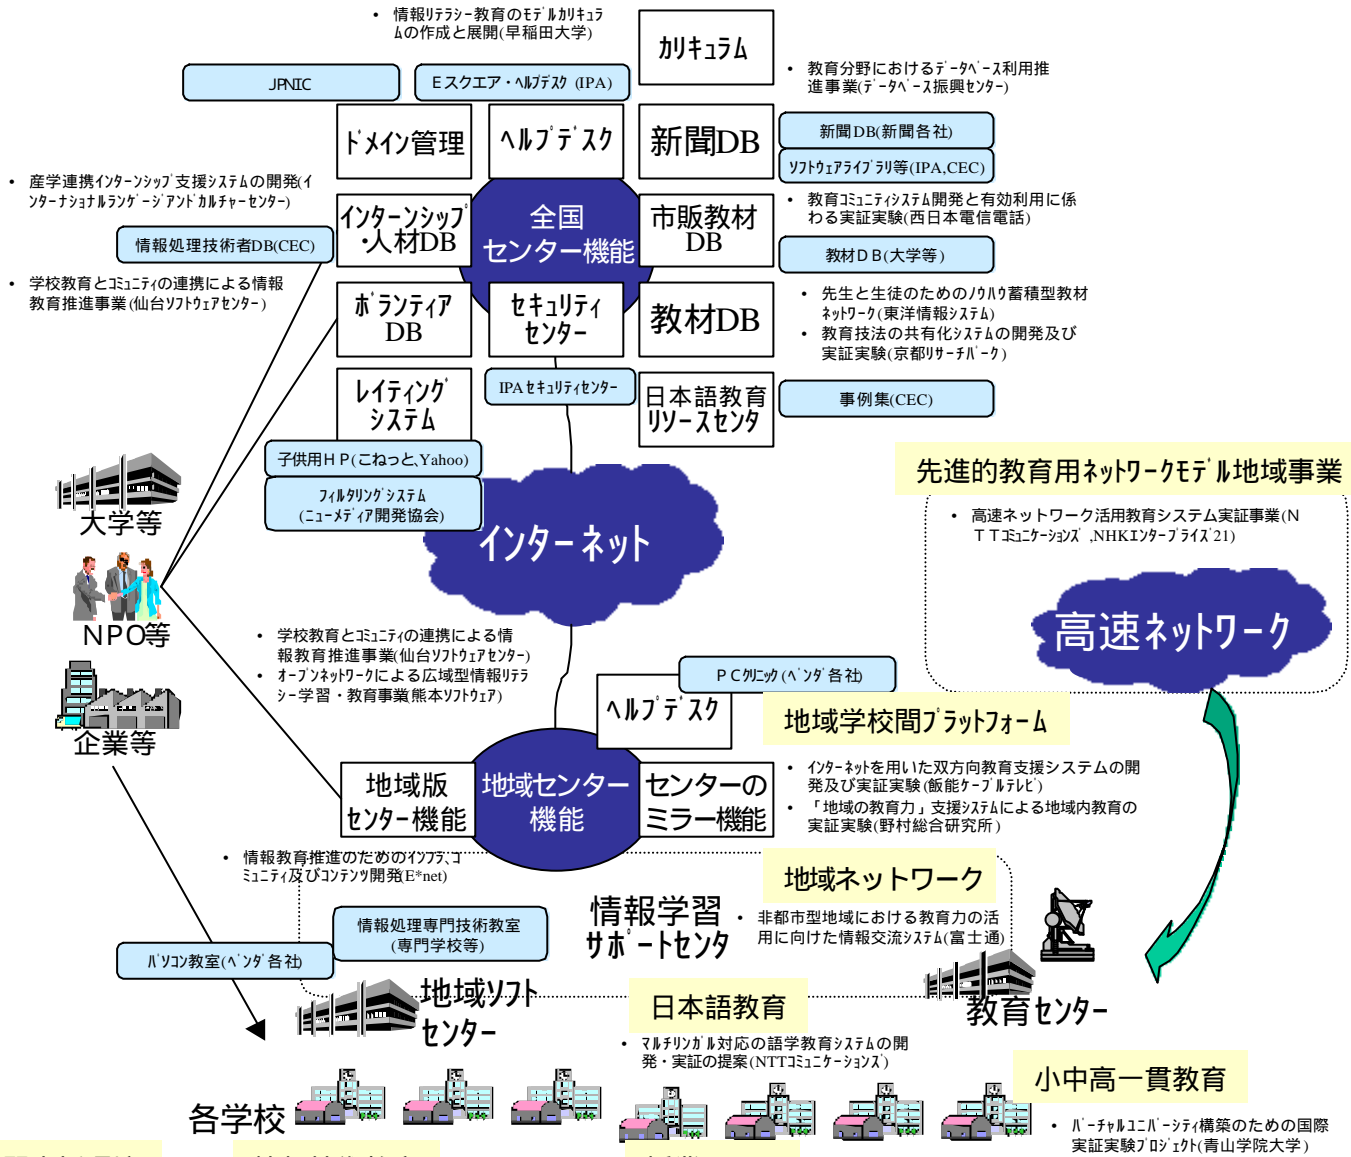 • 情報ﾘﾃﾗｼｰ教育のﾓﾃﾞﾙｶﾘｷｭﾗ
ﾑの作成と展開(早稲田大学)
カリキュラム
• 教育分野におけるﾃﾞｰﾀﾍﾞｰｽ利用推
進事業(ﾃﾞｰﾀﾍﾞｰｽ振興ｾﾝﾀｰ)
JPNIC
Eスクエア・ﾍﾙﾌﾟﾃﾞｽｸ (IPA)
ドメイン管理
ヘルプデスク
新聞DB
新聞DB(新聞各社)
ｿﾌﾄｳｪｱﾗｲﾌﾞﾗﾘ等(IPA,CEC)
• 産学連携ｲﾝﾀｰﾝｼｯﾌﾟ支援ｼｽﾃﾑの開発(ｲ
ﾝﾀｰﾅｼｮﾅﾙﾗﾝｹﾞｰｼﾞｱﾝﾄﾞｶﾙﾁｬｰｾﾝﾀｰ)
インターンシップ
・人材DB
全国
センター機能
市販教材
DB
• 教育ｺﾐｭﾆﾃｨｼｽﾃﾑ開発と有効利用に係
わる実証実験(西日本電信電話)
情報処理技術者DB(CEC)
教材ＤＢ(大学等)
• 学校教育とｺﾐｭﾆﾃｨの連携による情報
教育推進事業(仙台ｿﾌﾄｳｪｱｾﾝﾀｰ)
ボランティア
DB
セキュリティ
センター
教材DB
• 先生と生徒のためのﾉｳﾊｳ蓄積型教材
ﾈｯﾄﾜｰｸ(東洋情報ｼｽﾃﾑ)
• 教育技法の共有化ｼｽﾃﾑの開発及び
実証実験(京都ﾘｻｰﾁﾊﾟｰｸ)
レイティング
システム
IPAｾｷｭﾘﾃｨｾﾝﾀｰ
日本語教育
リソースセンタ
事例集(CEC)
子供用ＨＰ(こねっと、Yahoo)
ﾌｨﾙﾀﾘﾝｸﾞｼｽﾃﾑ
(ﾆｭｰﾒﾃﾞｨｱ開発協会)
先進的教育用ﾈｯﾄﾜｰｸﾓﾃﾞﾙ地域事業
• 高速ネットワーク活用教育システム実証事業(Ｎ
ＴＴｺﾐｭﾆｹｰｼｮﾝｽﾞ,NHKｴﾝﾀｰﾌﾟﾗｲｽﾞ21)
大学等
インターネット
高速ネットワーク
NPO等
• 学校教育とｺﾐｭﾆﾃｨの連携による情
報教育推進事業(仙台ｿﾌﾄｳｪｱｾﾝﾀｰ)
• ｵｰﾌﾟﾝﾈｯﾄﾜｰｸによる広域型情報ﾘﾃﾗ
ｼｰ学習・教育事業熊本ｿﾌﾄｳｪｱ)
ＰＣｸﾘﾆｯｸ(ﾍﾞﾝﾀﾞ各社)
ヘルプデスク
地域学校間ﾌﾟﾗｯﾄﾌｫｰﾑ
企業等
地域版
センター機能
地域センター
機能
センターの
ミラー機能
• ｲﾝﾀｰﾈｯﾄを用いた双方向教育支援ｼｽﾃﾑの開
発及び実証実験(飯能ｹｰﾌﾞﾙﾃﾚﾋﾞ)
• 「地域の教育力」支援ｼｽﾃﾑによる地域内教育の
実証実験(野村総合研究所)
• 情報教育推進のためのｲﾝﾌﾗ､ｺ
ﾐｭﾆﾃｨ及びｺﾝﾃﾝﾂ開発(E*net)
地域ネットワーク
• 非都市型地域における教育力の活
用に向けた情報交流ｼｽﾃﾑ(富士通)
情報学習
サポートセンタ
情報処理専門技術教室
(専門学校等)
ﾊﾟｿｺﾝ教室(ﾍﾞﾝﾀﾞ各社)
地域ソフト
センター
教育センター
日本語教育
• ﾏﾙﾁﾘﾝｶﾞﾙ対応の語学教育ｼｽﾃﾑの開
発・実証の提案(NTTｺﾐｭﾆｹｰｼｮﾝｽﾞ)
小中高一貫教育
• ﾊﾞｰﾁｬﾙﾕﾆﾊﾞｰｼﾃｨ構築のための国際
実証実験ﾌﾟﾛｼﾞｪｸﾄ(青山学院大学)
各学校